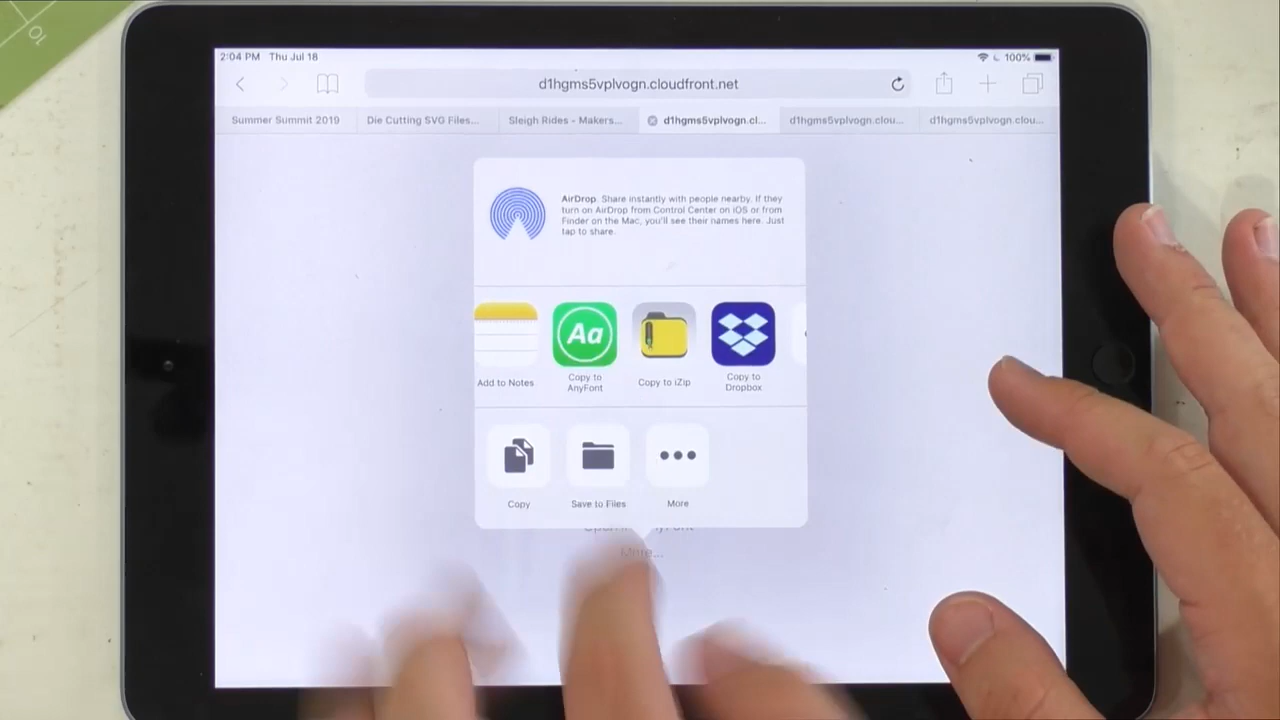 10
2:04 PM Thu Jul 18
100%
d1hgms5vplvogn.cloudfront.net
Summer Summit 2019
Die Cutting SVG Files...
Sleigh Rides - Makers...
d1hgms5vplvogn.cl...
d1hgms5vplvogn.clou...
d1hgms5vplvogn.clou...
AirDrop. Share instantly with people nearby. If they
turn on AirDrop from Control Center on iOS or from
Finder on the Mac, you'll see their names here. Just
tap to share.
Aa
Add to Notes
Copy to
AnyFont
Copy to iZip
Copy to
Dropbox
Copy
Save to Files
More
More...